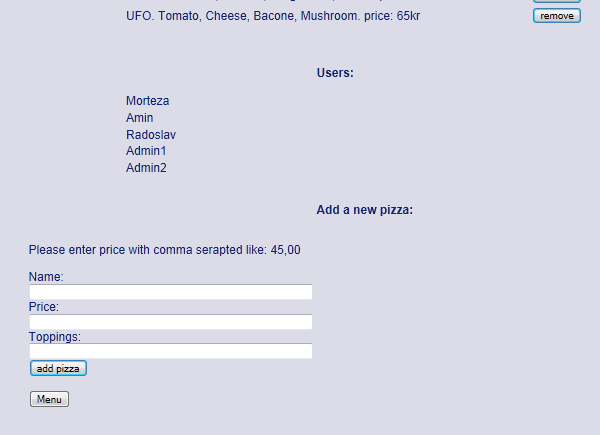 UFO. Tomato, Cheese, Bacone, Mushroom. price: 65kr remove
Users:
Morteza
Amin
Radoslav
Admin1
Admin2
Add a new pizza:
Please enter price with comma serapted like: 45,00
Name:
Price:
Toppings:
add pizza
Menu